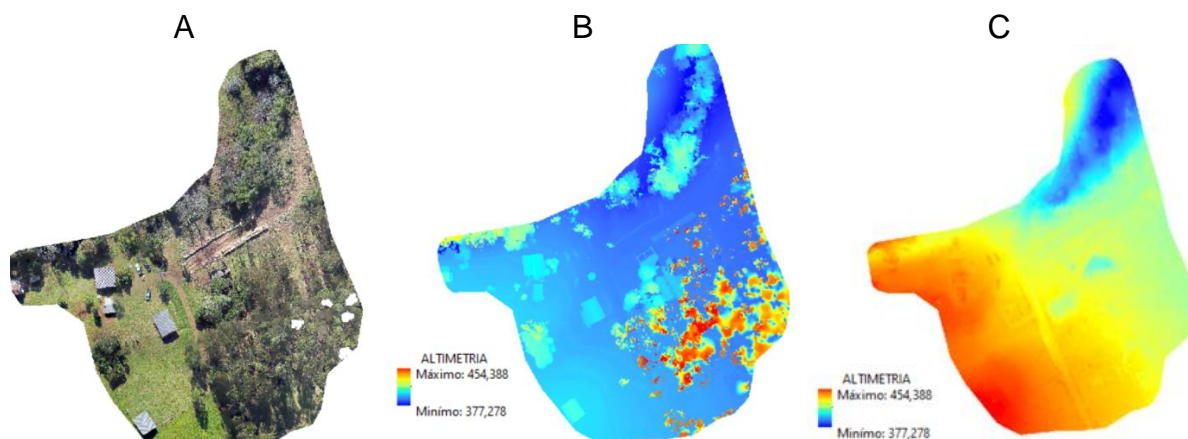 A
B
C
ALTIMETRIA
Máximo: 454,388
Minímo: 377,278
ALTIMETRIA
Máximo: 454,388
Minímo: 377,278